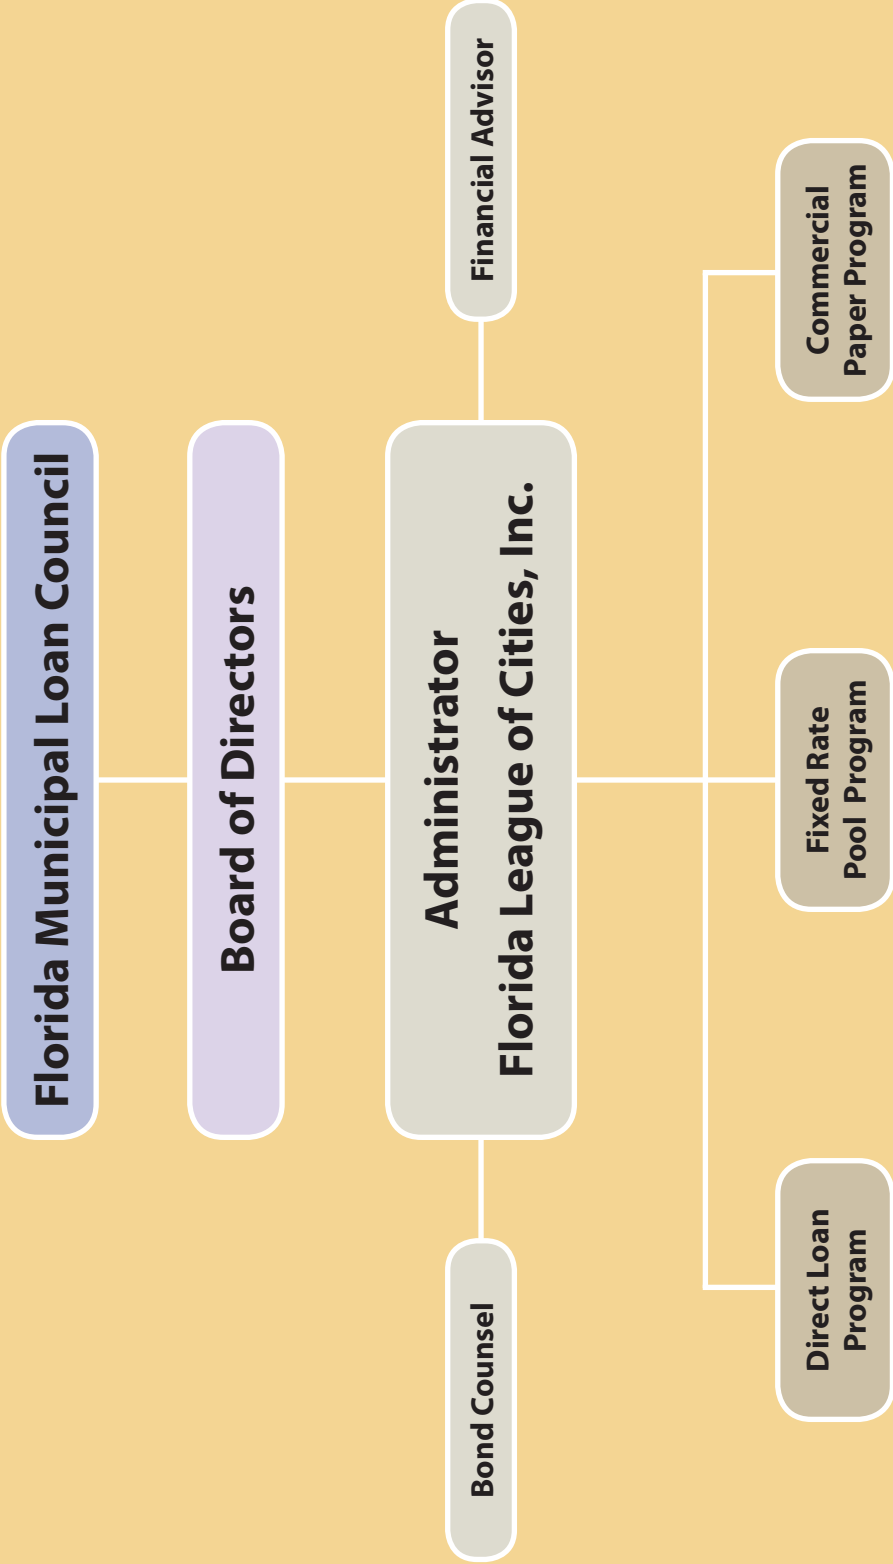 Florida Municipal Loan Council
Board of Directors
Administrator
Florida League of Cities, Inc.
Bond Counsel
Financial Advisor
Direct Loan
Program
Fixed Rate
Pool Program
Commercial
Paper Program